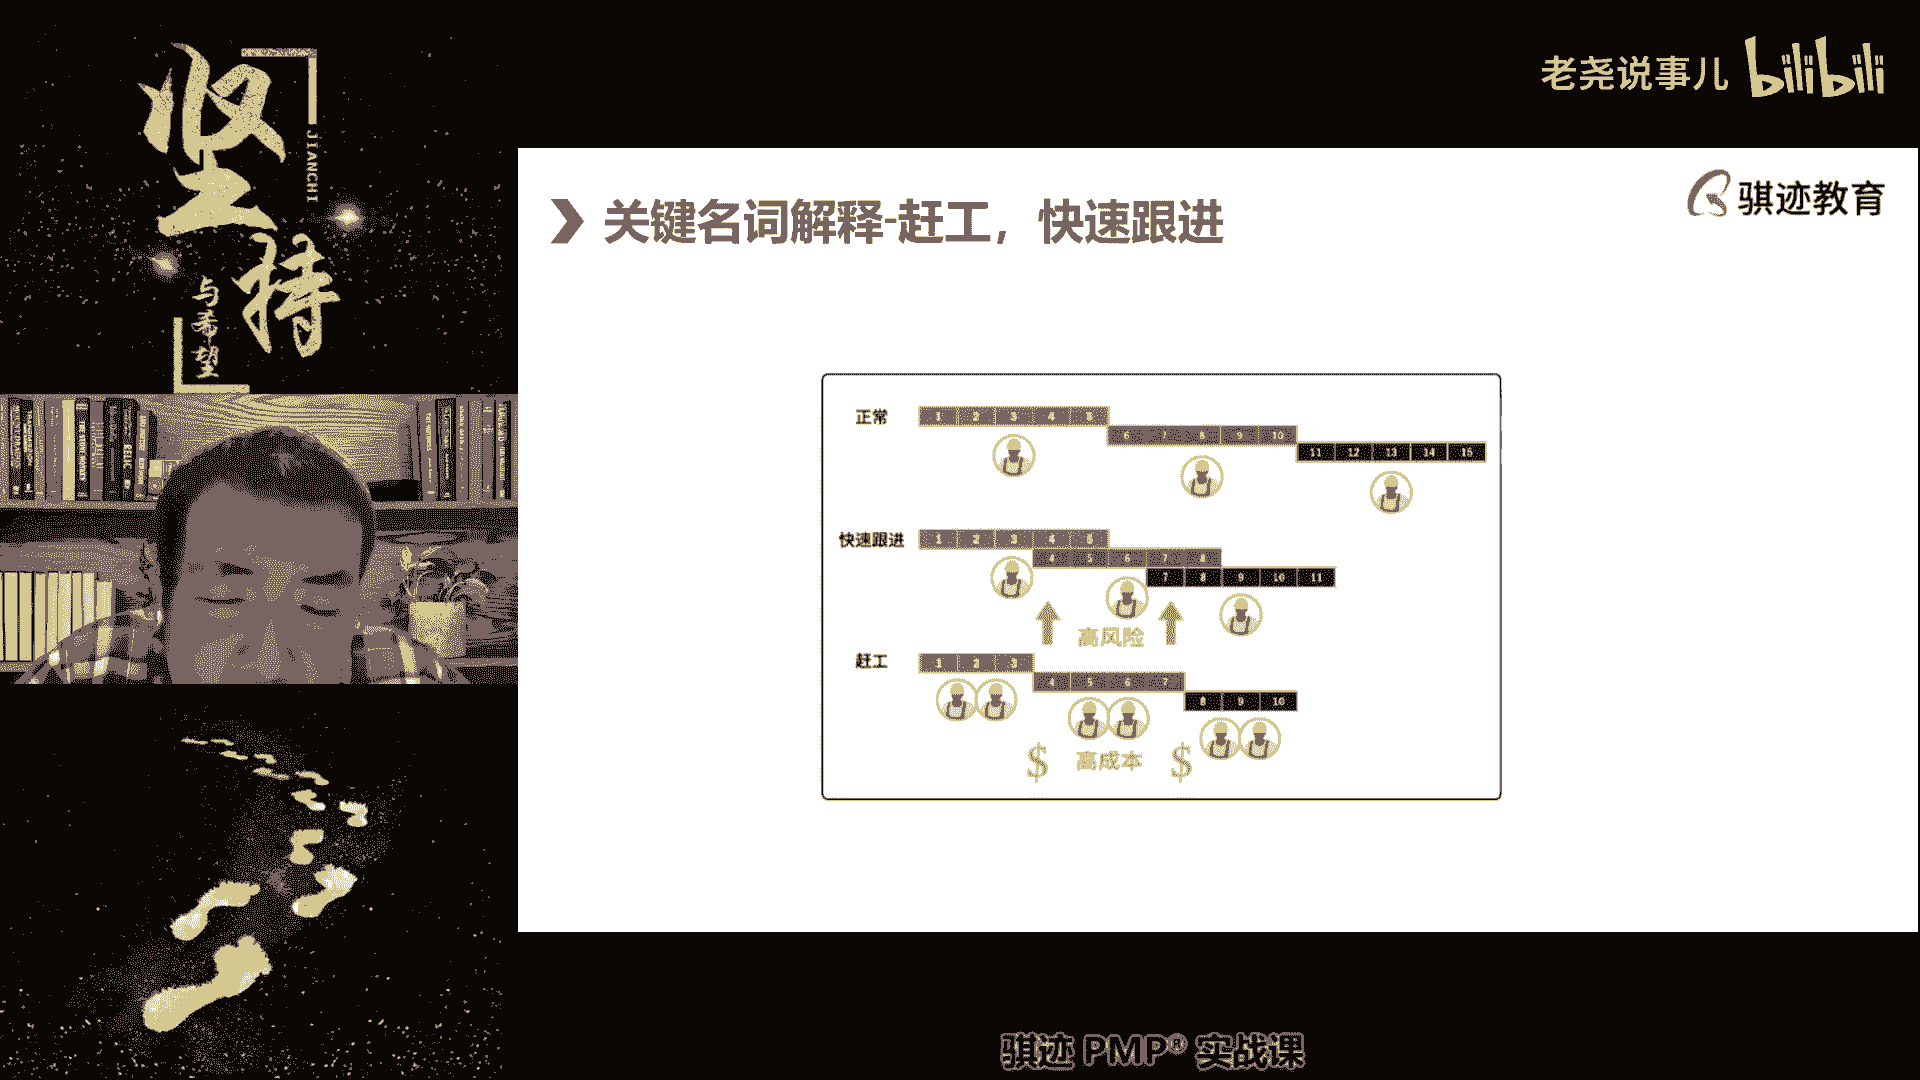 坚持
JIANCHI
与希望
老尧说事儿 bilibili
骐迹教育
关键名词解释-赶工，快速跟进
正常
1 2 3 4 5
6 7 8 9 10
11 12 13 14 15
快速跟进
1 2 3 4 5
4 5 6 7 8
7 8 9 10 11
高风险
赶工
1 2 3
4 5 6 7
8 9 10
$ 高成本 $
骐迹 PMP® 实战课